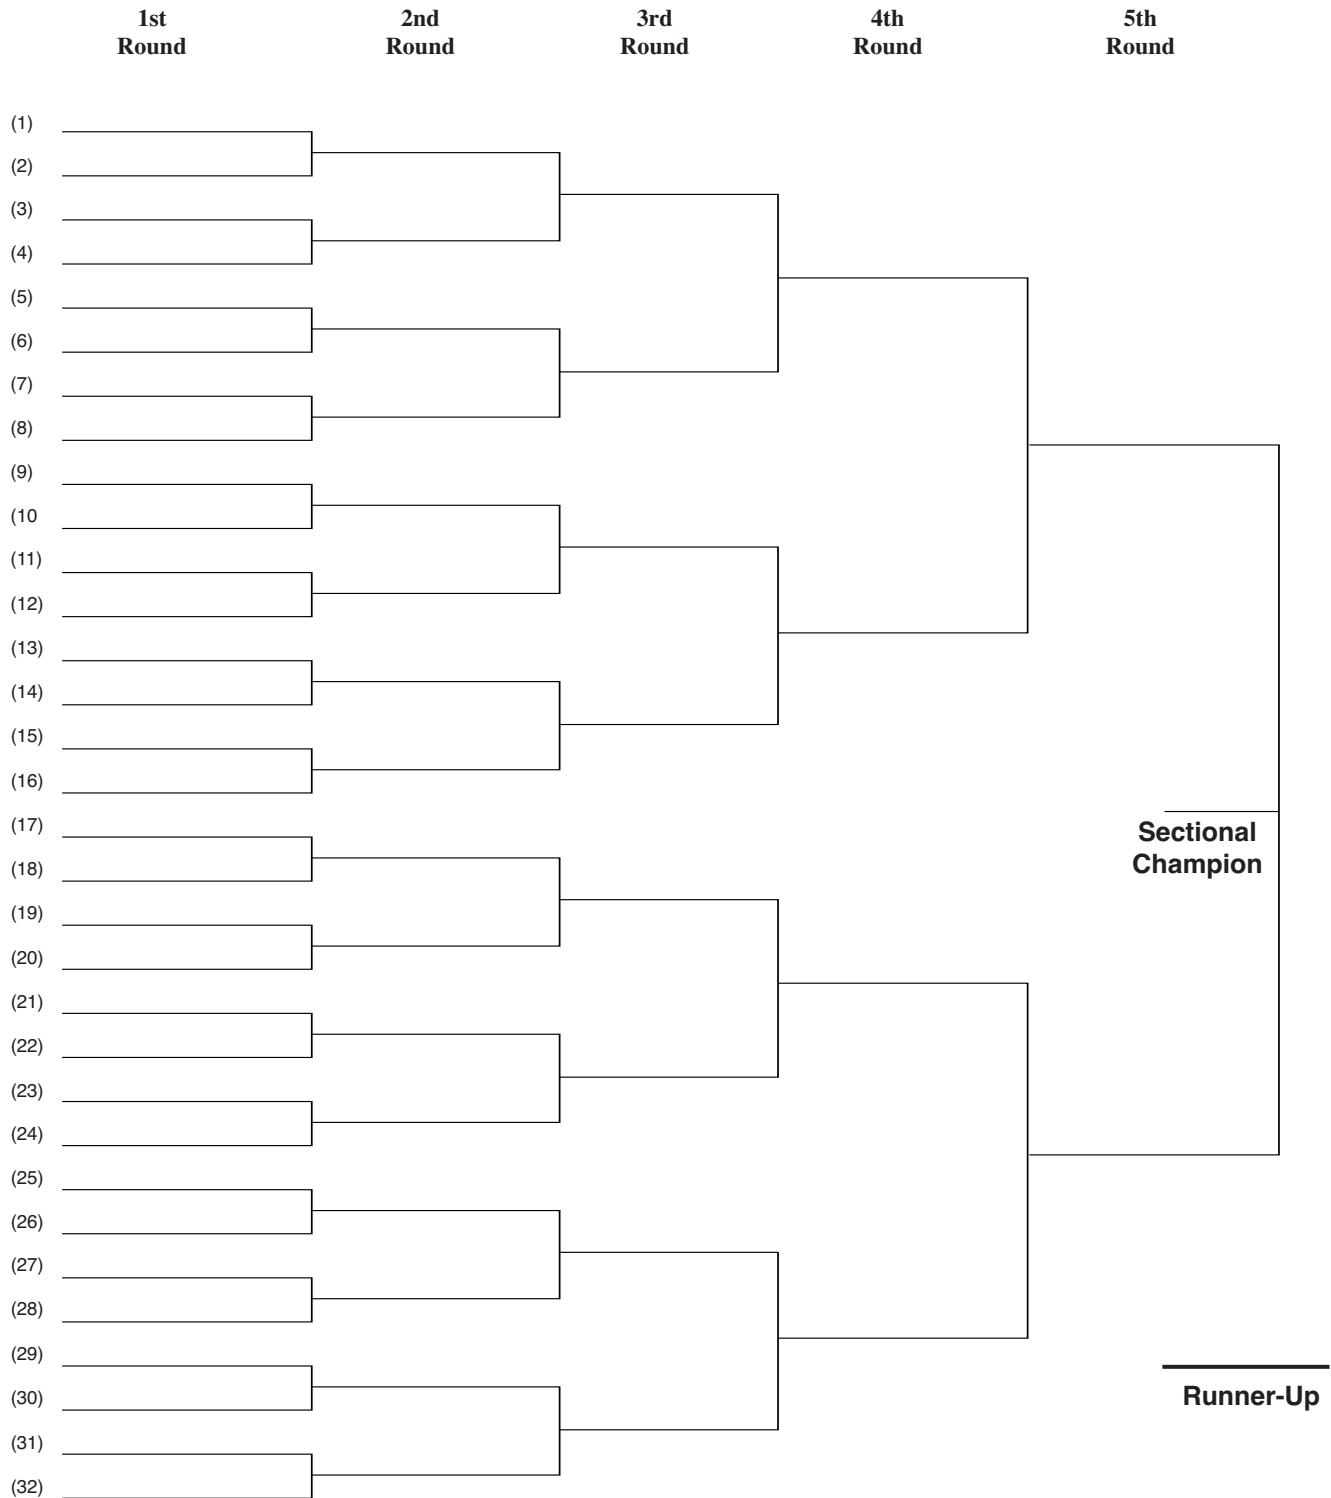 1st
Round
2nd
Round
3rd
Round
4th
Round
5th
Round
(1)
(2)
(3)
(4)
(5)
(6)
(7)
(8)
(9)
(10
(11)
(12)
(13)
(14)
(15)
(16)
(17)
(18)
(19)
(20)
(21)
(22)
(23)
(24)
(25)
(26)
(27)
(28)
(29)
(30)
(31)
(32)
Sectional
Champion
Runner-Up